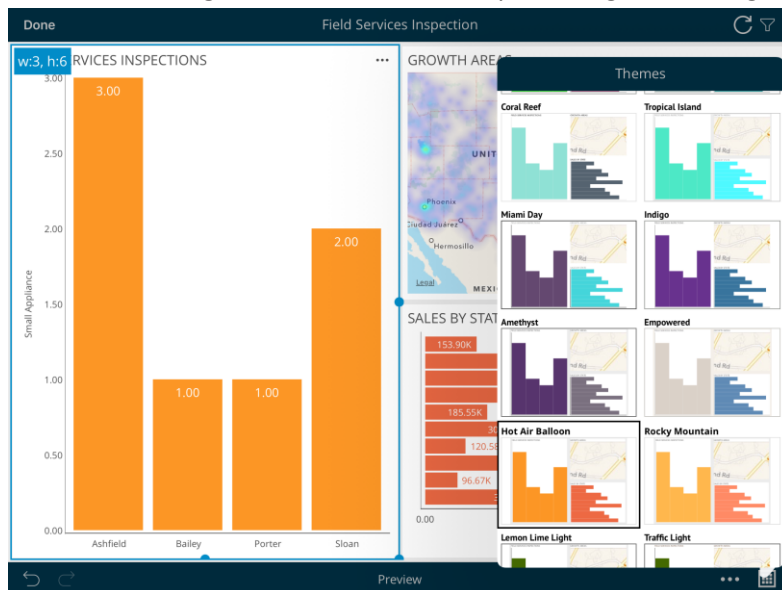 Done
Field Services Inspection
w:3, h:6
RVICES INSPECTIONS
3.00
2.50
2.00
1.50
1.00
0.50
0.00
Small Appliance
3.00
1.00
1.00
2.00
Ashfield Bailey Porter Sloan
GROWTH AREAS
UNIT
Phoenix
Ciudad Juárez
Hermosillo
Legal
MEXI
SALES BY STAT
153.90K
185.55K
30
120.58
96.67K
0.00
Themes
Coral Reef
Tropical Island
Miami Day
Indigo
Amethyst
Empowered
Hot Air Balloon
Rocky Mountain
Lemon Lime Light
Traffic Light
Preview